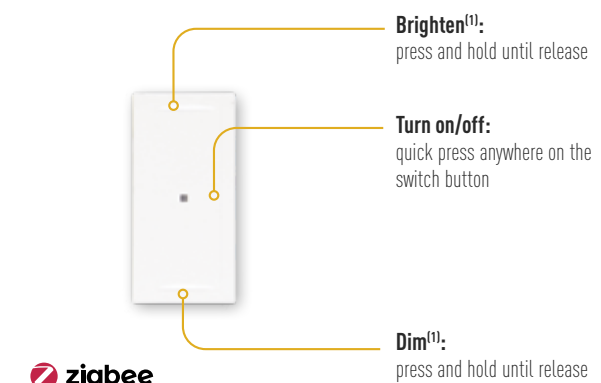 Brighten(1):
press and hold until release
Turn on/off:
quick press anywhere on the
switch button
Dim(1):
press and hold until release
zigbee